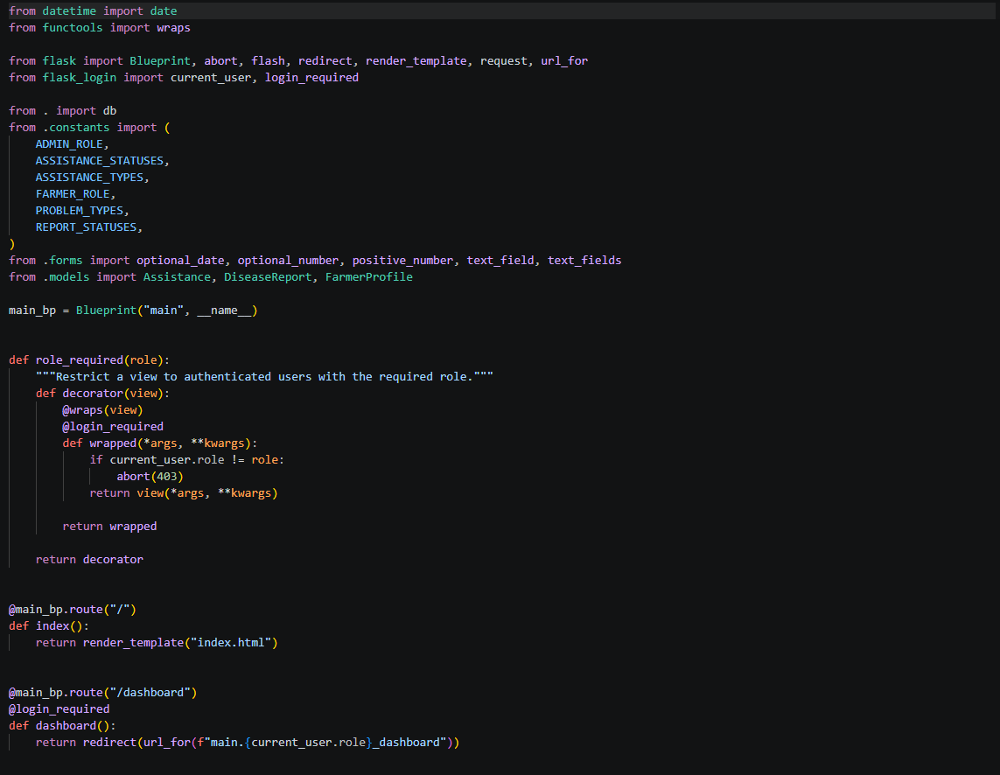 from datetime import date
from functools import wraps

from flask import Blueprint, abort, flash, redirect, render_template, request, url_for
from flask_login import current_user, login_required

from . import db
from .constants import (
    ADMIN_ROLE,
    ASSISTANCE_STATUSES,
    ASSISTANCE_TYPES,
    FARMER_ROLE,
    PROBLEM_TYPES,
    REPORT_STATUSES,
)
from .forms import optional_date, optional_number, positive_number, text_field, text_fields
from .models import Assistance, DiseaseReport, FarmerProfile

main_bp = Blueprint("main", __name__)


def role_required(role):
    """Restrict a view to authenticated users with the required role."""
    def decorator(view):
        @wraps(view)
        @login_required
        def wrapped(*args, **kwargs):
            if current_user.role != role:
                abort(403)
            return view(*args, **kwargs)

        return wrapped

    return decorator


@main_bp.route("/")
def index():
    return render_template("index.html")


@main_bp.route("/dashboard")
@login_required
def dashboard():
    return redirect(url_for(f"main.{current_user.role}_dashboard"))